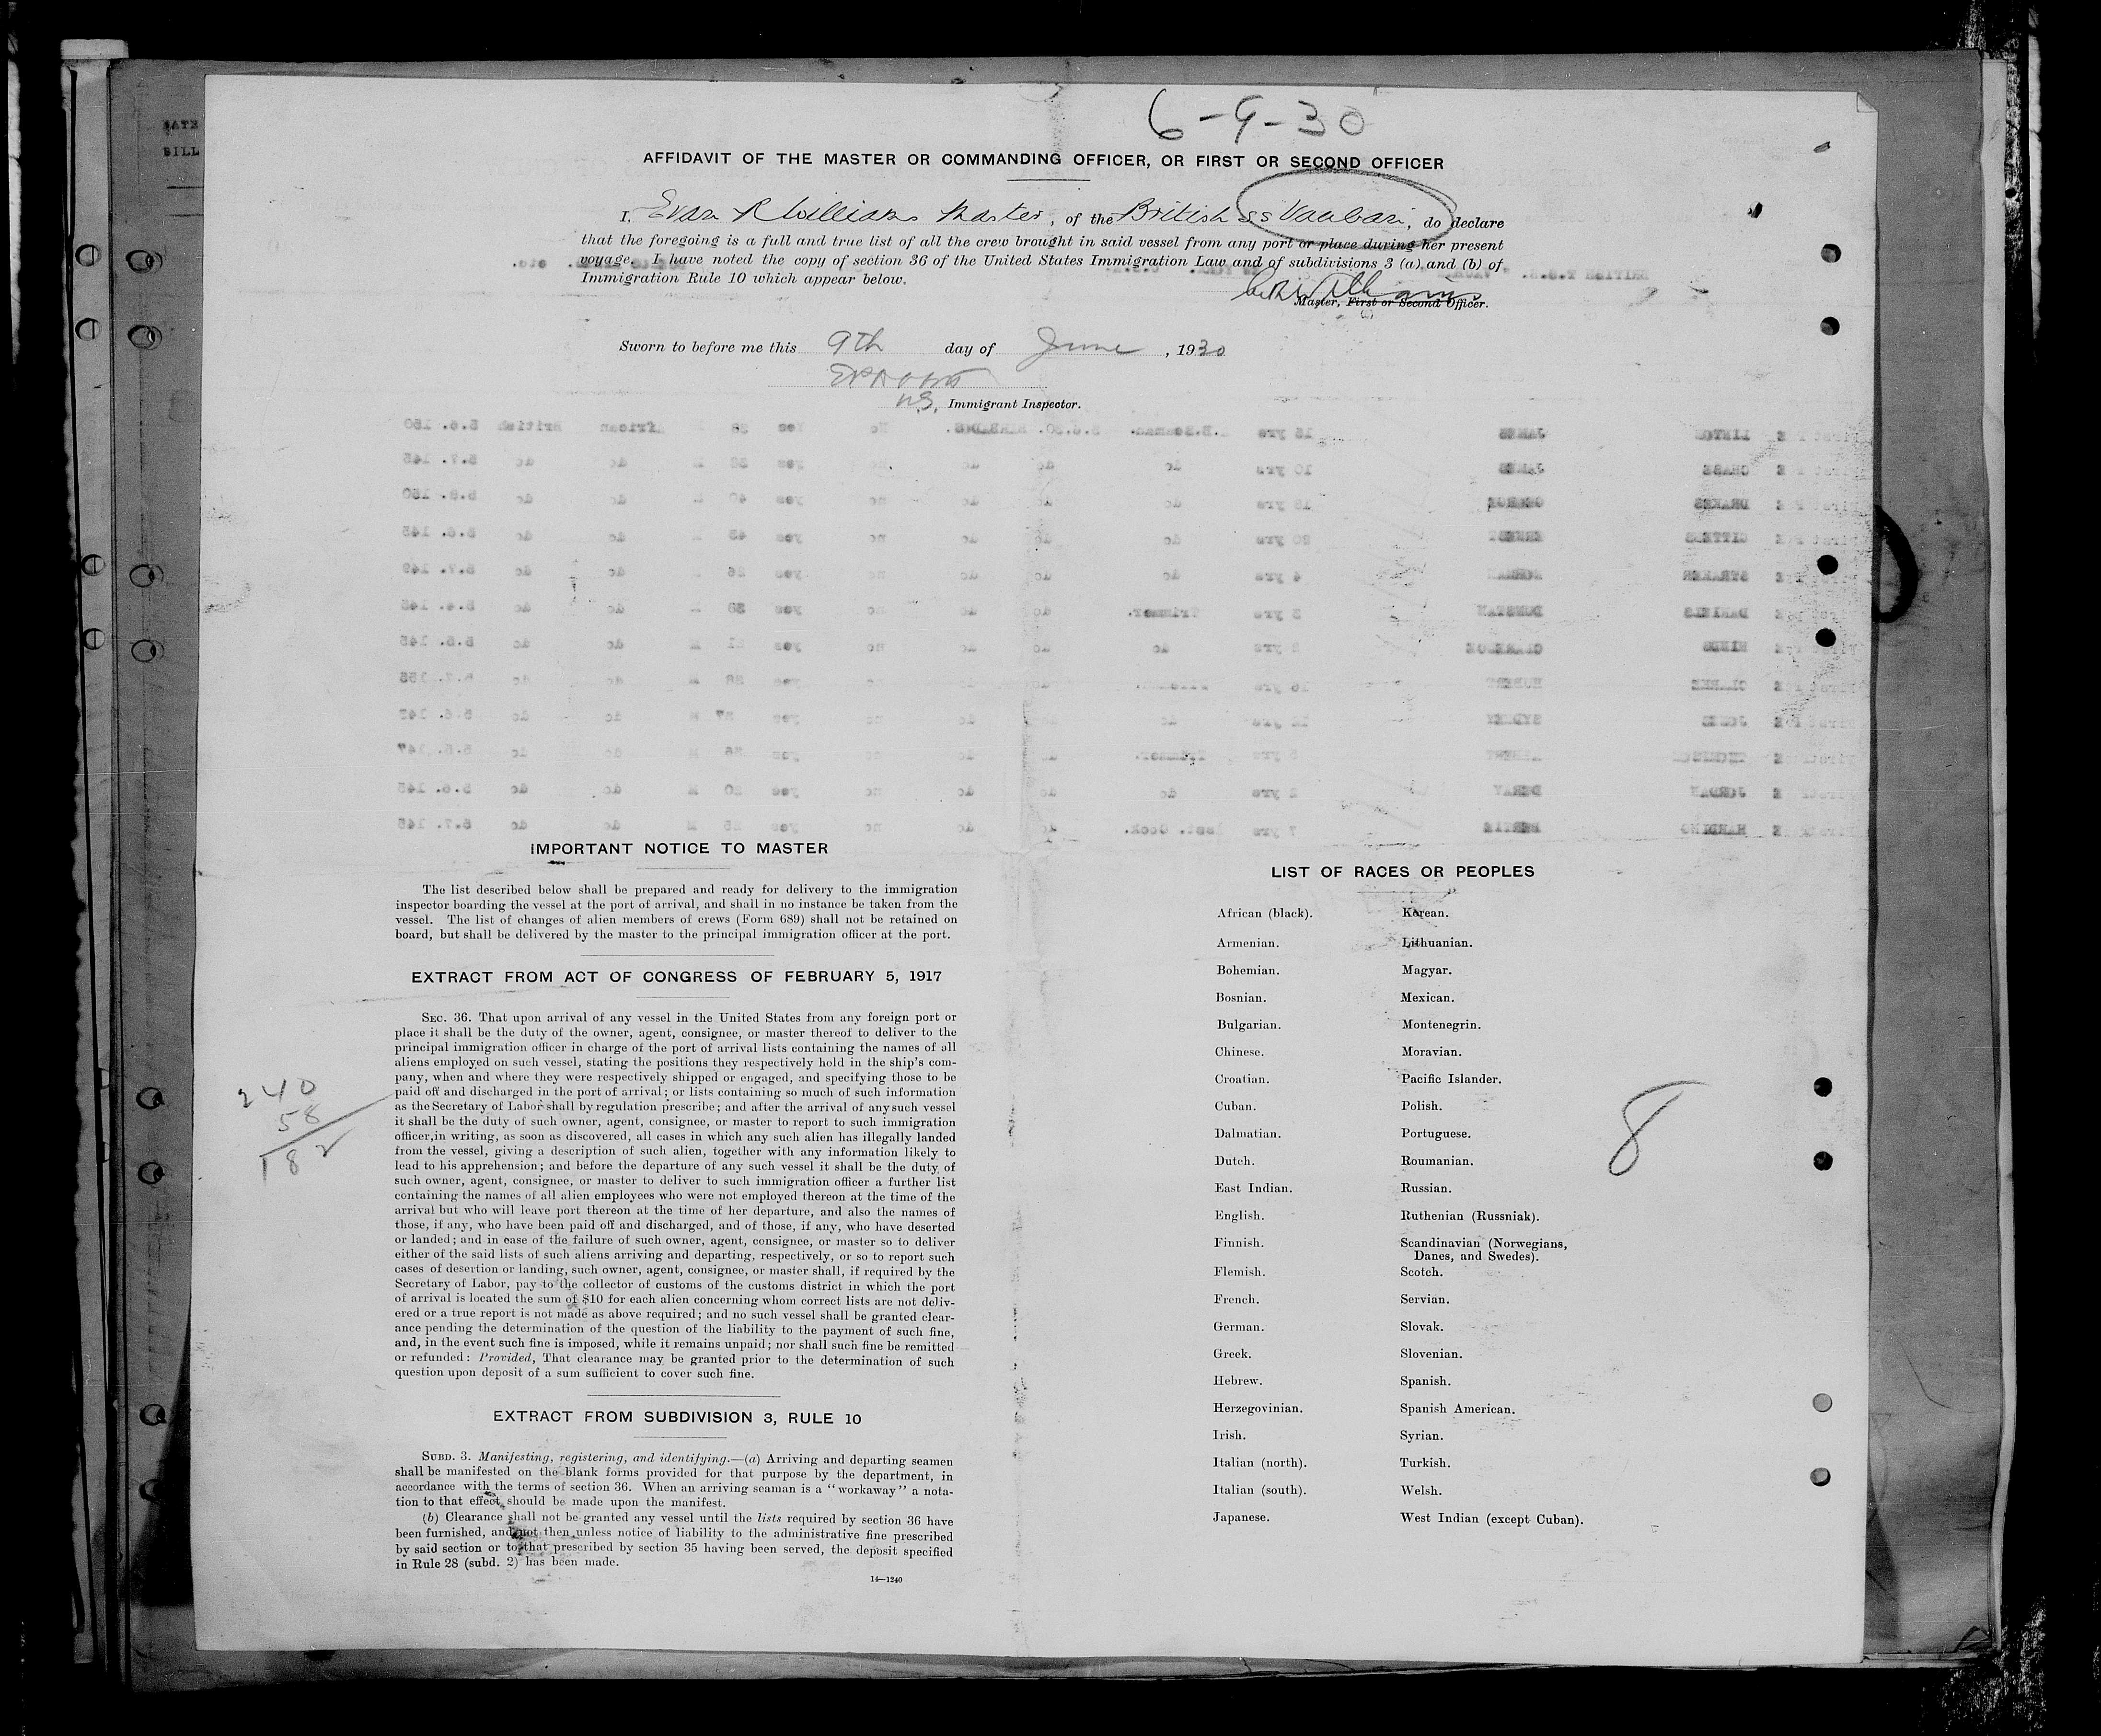 6-9-30
AFFIDAVIT OF THE MASTER OR COMMANDING OFFICER, OR FIRST OR SECOND OFFICER
I, Evan R Williams Master, of the British SS Vauban, do declare
that the foregoing is a full and true list of all the crew brought in said vessel from any port or place during her present
voyage. I have noted the copy of section 36 of the United States Immigration Law and of subdivisions 3 (a) and (b) of
Immigration Rule 10 which appear below.
Master, First or Second Officer.
Sworn to before me this 9th day of June, 1930
U.S. Immigrant Inspector.
IMPORTANT NOTICE TO MASTER
The list described below shall be prepared and ready for delivery to the immigration
inspector boarding the vessel at the port of arrival, and shall in no instance be taken from the
vessel. The list of changes of alien members of crews (Form 689) shall not be retained on
board, but shall be delivered by the master to the principal immigration officer at the port.
EXTRACT FROM ACT OF CONGRESS OF FEBRUARY 5, 1917
SEC. 36. That upon arrival of any vessel in the United States from any foreign port or
place it shall be the duty of the owner, agent, consignee, or master thereof to deliver to the
principal immigration officer in charge of the port of arrival lists containing the names of all
aliens employed on such vessel, stating the positions they respectively hold in the ship's com-
pany, when and where they were respectively shipped or engaged, and specifying those to be
paid off and discharged in the port of arrival; or lists containing so much of such information
as the Secretary of Labor shall by regulation prescribe; and after the arrival of any such vessel
it shall be the duty of such owner, agent, consignee, or master to report to such immigration
officer, in writing, as soon as discovered, all cases in which any such alien has illegally landed
from the vessel, giving a description of such alien, together with any information likely to
lead to his apprehension; and before the departure of any such vessel it shall be the duty of
such owner, agent, consignee, or master to deliver to such immigration officer a further list
containing the names of all alien employees who were not employed thereon at the time of the
arrival but who will leave port thereon at the time of her departure, and also the names of
those, if any, who have been paid off and discharged, and of those, if any, who have deserted
or landed; and in case of the failure of such owner, agent, consignee, or master so to deliver
either of the said lists of such aliens arriving and departing, respectively, or so to report such
cases of desertion or landing, such owner, agent, consignee, or master shall, if required by the
Secretary of Labor, pay to the collector of customs of the customs district in which the port
of arrival is located the sum of $10 for each alien concerning whom correct lists are not deliv-
ered or a true report is not made as above required; and no such vessel shall be granted clear-
ance pending the determination of the question of the liability to the payment of such fine,
and, in the event such fine is imposed, while it remains unpaid; nor shall such fine be remitted
or refunded: Provided, That clearance may be granted prior to the determination of such
question upon deposit of a sum sufficient to cover such fine.
240
58
182
EXTRACT FROM SUBDIVISION 3, RULE 10
SUBD. 3. Manifesting, registering, and identifying.—(a) Arriving and departing seamen
shall be manifested on the blank forms provided for that purpose by the department, in
accordance with the terms of section 36. When an arriving seaman is a "workaway" a nota-
tion to that effect should be made upon the manifest.
(b) Clearance shall not be granted any vessel until the lists required by section 36 have
been furnished, and not then unless notice of liability to the administrative fine prescribed
by said section or to that prescribed by section 35 having been served, the deposit specified
in Rule 28 (subd. 2) has been made.
14—1240
LIST OF RACES OR PEOPLES
African (black).
Armenian.
Bohemian.
Bosnian.
Bulgarian.
Chinese.
Croatian.
Cuban.
Dalmatian.
Dutch.
East Indian.
English.
Finnish.
Flemish.
French.
German.
Greek.
Hebrew.
Herzegovinian.
Irish.
Italian (north).
Italian (south).
Japanese.
Korean.
Lithuanian.
Magyar.
Mexican.
Montenegrin.
Moravian.
Pacific Islander.
Polish.
Portuguese.
Roumanian.
Russian.
Ruthenian (Russniak).
Scandinavian (Norwegians,
Danes, and Swedes).
Scotch.
Servian.
Slovak.
Slovenian.
Spanish.
Spanish American.
Syrian.
Turkish.
Welsh.
West Indian (except Cuban).
8